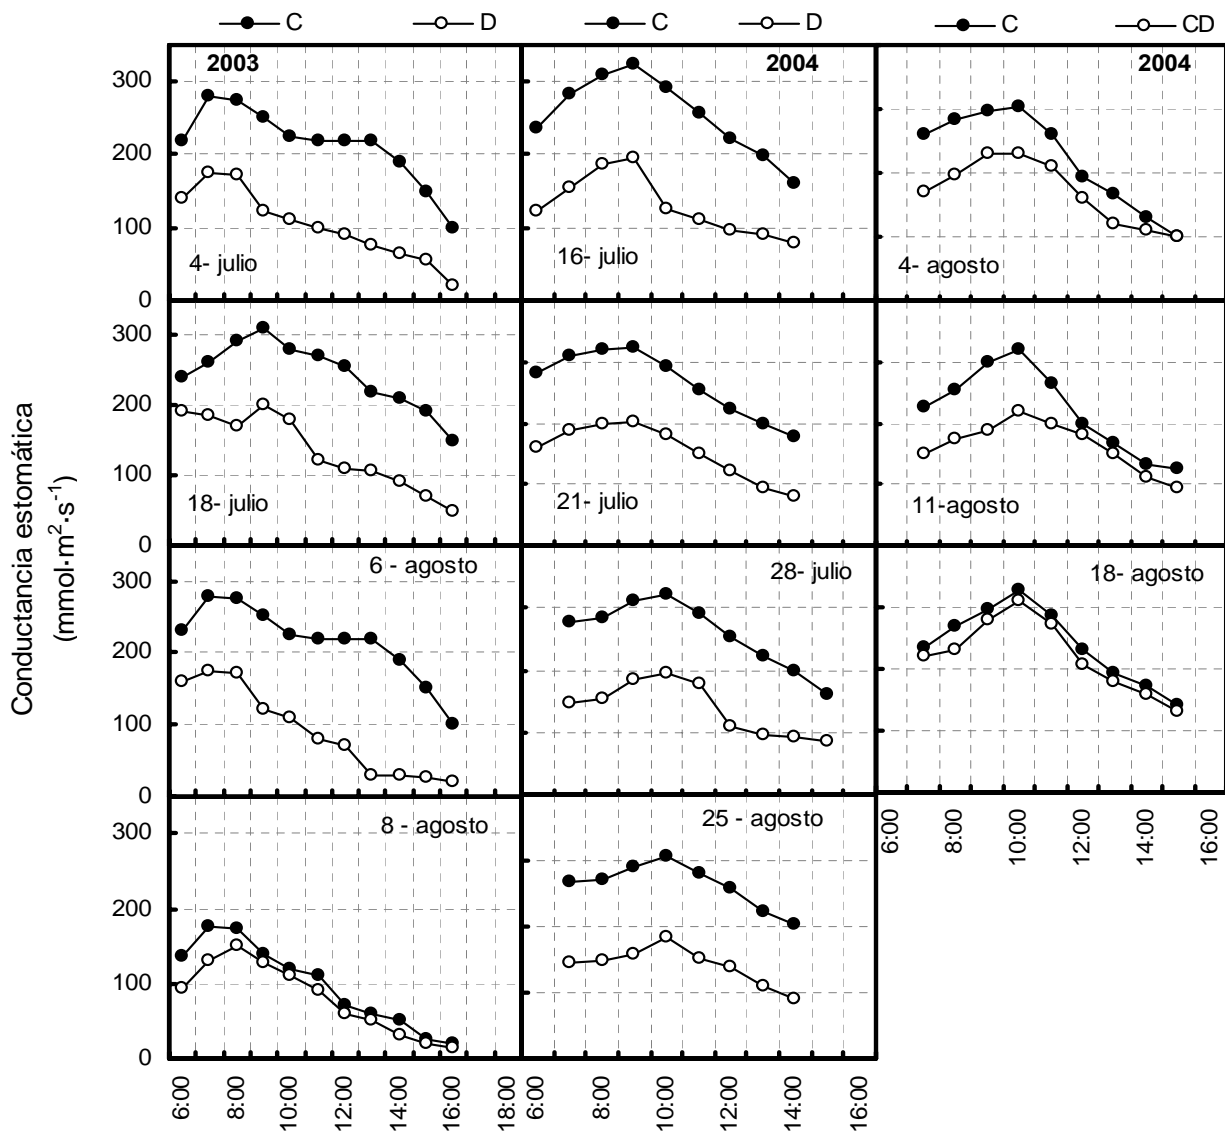 C D C D C CD
2003 2004 2004
300
200
100
0
4- julio 16- julio 4- agosto
300
200
100
0
18- julio 21- julio 11-agosto
Conductancia estomática
(mmol·m²·s⁻¹)
300
200
100
0
6 - agosto 28- julio 18- agosto
300
200
100
0
8 - agosto 25 - agosto
6:00 8:00 10:00 12:00 14:00 16:00
6:00 8:00 10:00 12:00 14:00 16:00 18:00
6:00 8:00 10:00 12:00 14:00 16:00